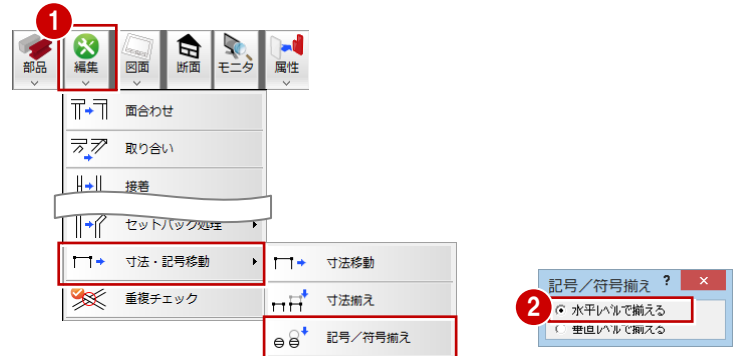 1
部品
編集
図面
断面
モニタ
属性
面合わせ
取り合い
接着
セットバック処理
寸法・記号移動
重複チェック
寸法移動
寸法揃え
記号／符号揃え
記号／符号揃え ? ×
2
水平ﾚﾍﾞﾙで揃える
垂直ﾚﾍﾞﾙで揃える